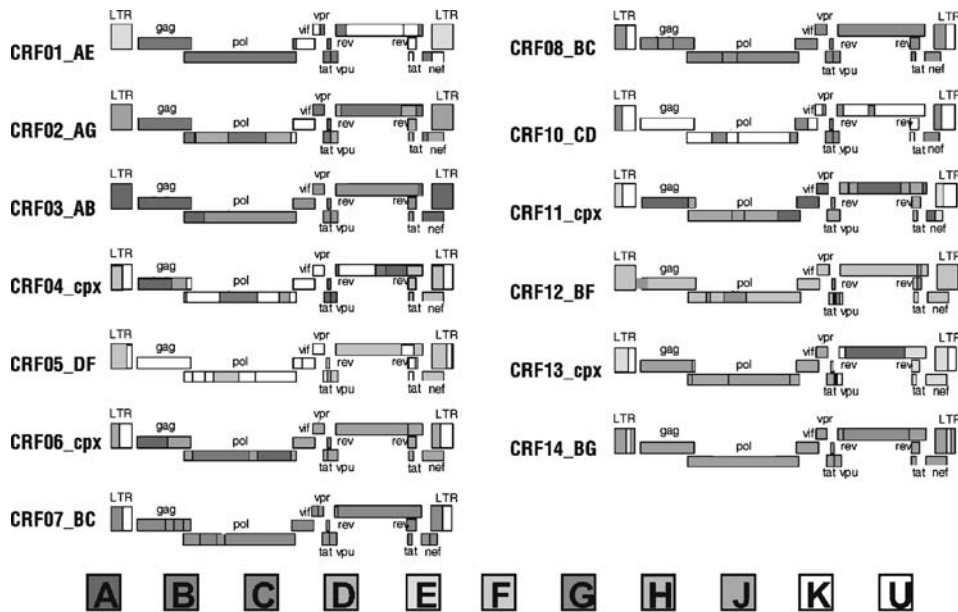 LTR gag vif vpr rev LTR
CRF01_AE pol tat vpu rev tat nef
LTR gag vif vpr rev LTR
CRF02_AG pol tat vpu rev tat nef
LTR gag vif vpr rev LTR
CRF03_AB pol tat vpu rev tat nef
LTR gag vif vpr rev LTR
CRF04_cpx pol tat vpu rev tat nef
LTR gag vif vpr rev LTR
CRF05_DF pol tat vpu rev tat nef
LTR gag vif vpr rev LTR
CRF06_cpx pol tat vpu rev tat nef
LTR gag vif vpr rev LTR
CRF07_BC pol tat vpu rev tat nef
LTR gag vif vpr rev LTR
CRF08_BC pol tat vpu rev tat nef
LTR gag vif vpr rev LTR
CRF10_CD pol tat vpu rev tat nef
LTR gag vif vpr rev LTR
CRF11_cpx pol tat vpu rev tat nef
LTR gag vif vpr rev LTR
CRF12_BF pol tat vpu rev tat nef
LTR gag vif vpr rev LTR
CRF13_cpx pol tat vpu rev tat nef
LTR gag vif vpr rev LTR
CRF14_BG pol tat vpu rev tat nef
A B C D E F G H J K U